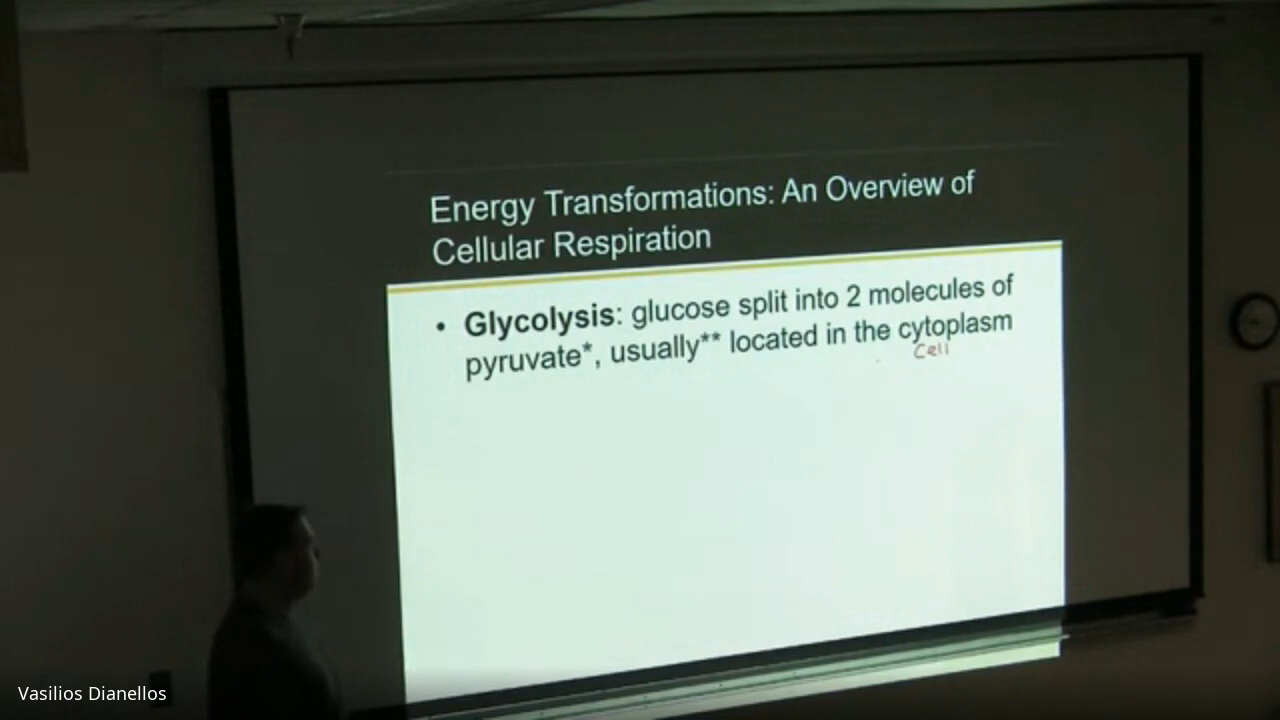 Energy Transformations: An Overview of
Cellular Respiration
• Glycolysis: glucose split into 2 molecules of
pyruvate*, usually** located in the cytoplasm
Cell
Vasilios Dianellos